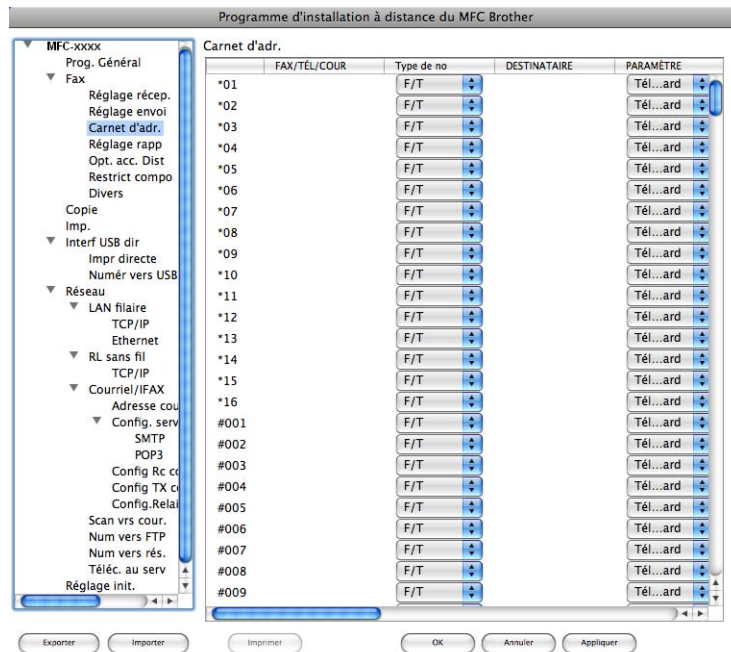 Programme d'installation à distance du MFC Brother
MFC-xxxx
Prog. Général
Fax
Réglage récep.
Réglage envoi
Carnet d'adr.
Réglage rapp
Opt. acc. Dist
Restrict compo
Divers
Copie
Imp.
Interf USB dir
Impr directe
Numér vers USB
Réseau
LAN filaire
TCP/IP
Ethernet
RL sans fil
TCP/IP
Courriel/IFAX
Adresse cou
Config. serv
SMTP
POP3
Config Rc co
Config TX co
Config.Relai
Scan vrs cour.
Num vers FTP
Num vers rés.
Téléc. au serv
Réglage init.
Carnet d'adr.
FAX/TÉL/COUR Type de no DESTINATAIRE PARAMÈTRE
*01 F/T Tél...ard
*02 F/T Tél...ard
*03 F/T Tél...ard
*04 F/T Tél...ard
*05 F/T Tél...ard
*06 F/T Tél...ard
*07 F/T Tél...ard
*08 F/T Tél...ard
*09 F/T Tél...ard
*10 F/T Tél...ard
*11 F/T Tél...ard
*12 F/T Tél...ard
*13 F/T Tél...ard
*14 F/T Tél...ard
*15 F/T Tél...ard
*16 F/T Tél...ard
#001 F/T Tél...ard
#002 F/T Tél...ard
#003 F/T Tél...ard
#004 F/T Tél...ard
#005 F/T Tél...ard
#006 F/T Tél...ard
#007 F/T Tél...ard
#008 F/T Tél...ard
#009 F/T Tél...ard
Exporter Importer Imprimer OK Annuler Appliquer